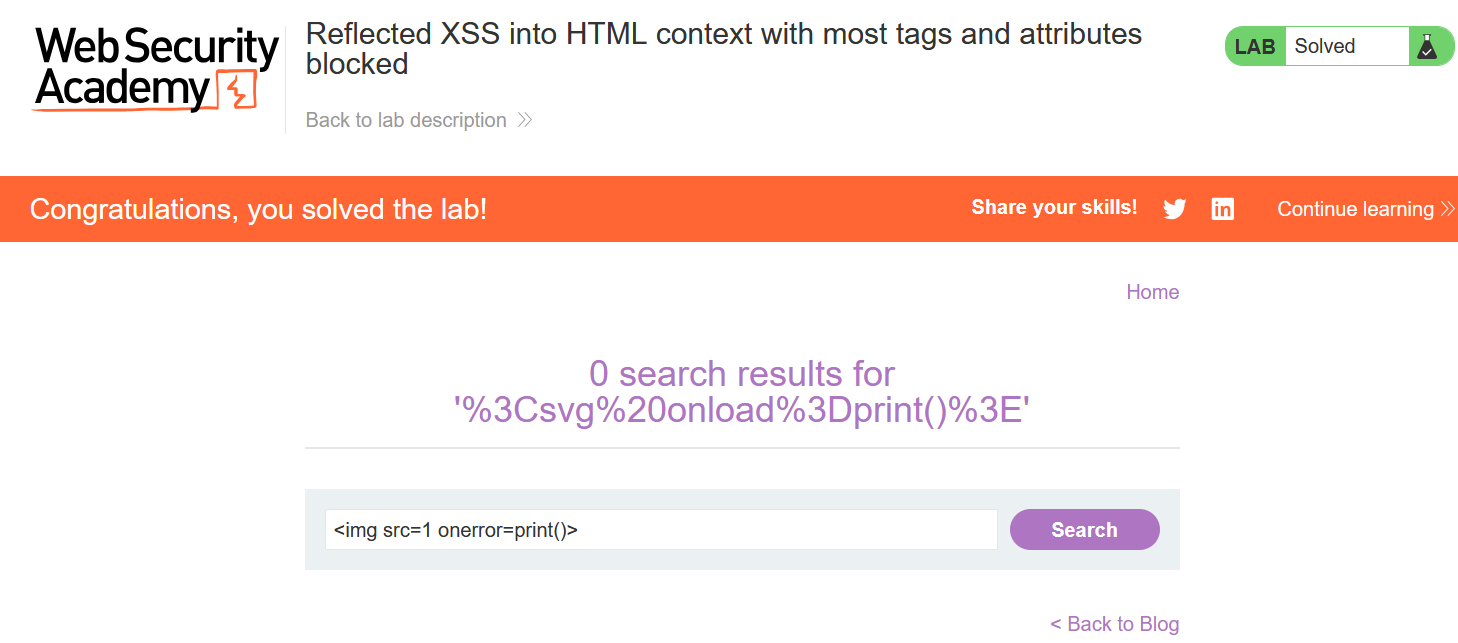 Web Security
Academy
Reflected XSS into HTML context with most tags and attributes
blocked
Back to lab description
LAB Solved
Congratulations, you solved the lab!
Share your skills!
in
Continue learning
Home
0 search results for
'%3Csvg%20onload%3Dprint()%3E'
<img src=1 onerror=print()>
Search
< Back to Blog